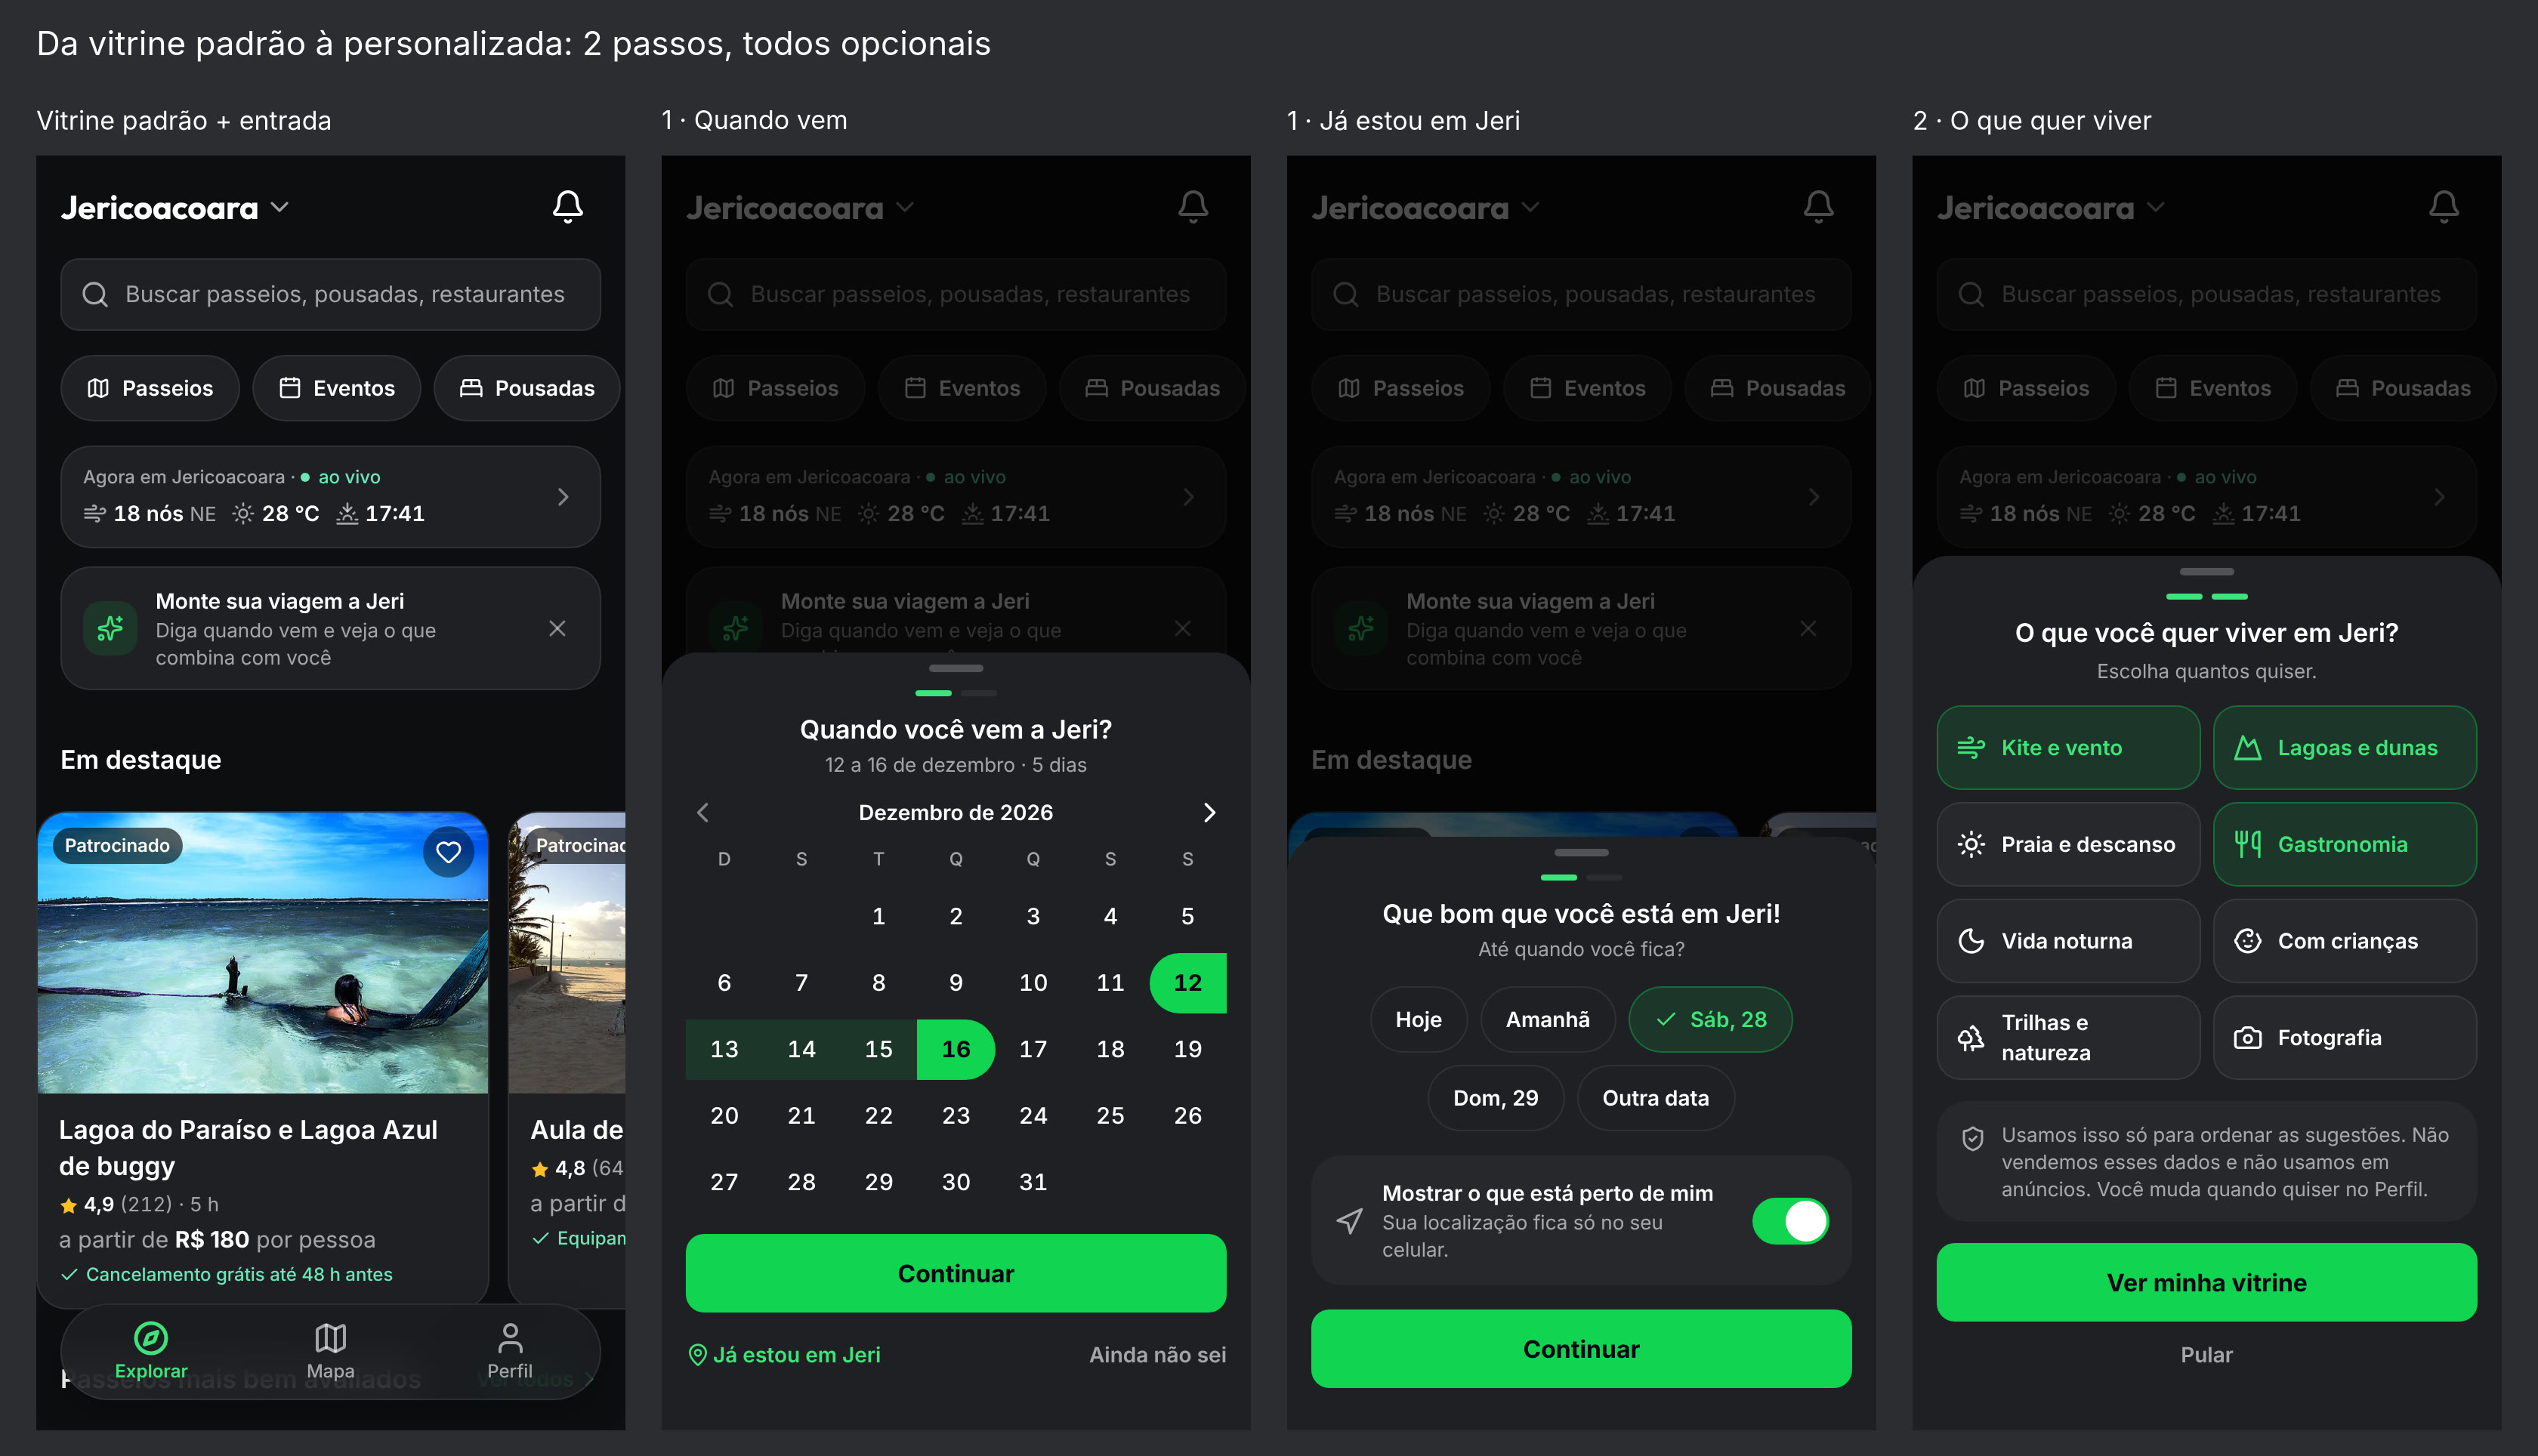 Da vitrine padrão à personalizada: 2 passos, todos opcionais
Vitrine padrão + entrada
Jericoacoara
Buscar passeios, pousadas, restaurantes
Passeios
Eventos
Pousadas
Agora em Jericoacoara · ao vivo
18 nós NE 28 °C 17:41
Monte sua viagem a Jeri
Diga quando vem e veja o que
combina com você
Em destaque
Patrocinado
Lagoa do Paraíso e Lagoa Azul
de buggy
4,9 (212) · 5 h
a partir de R$ 180 por pessoa
Cancelamento grátis até 48 h antes
Patrocinad
Aula de
4,8 (64
a partir d
Equipan
Passeios mais bem avaliados
Ver todos
Explorar
Mapa
Perfil
1 · Quando vem
Jericoacoara
Buscar passeios, pousadas, restaurantes
Passeios
Eventos
Pousadas
Agora em Jericoacoara · ao vivo
18 nós NE 28 °C 17:41
Monte sua viagem a Jeri
Diga quando vem e veja o que
Quando você vem a Jeri?
12 a 16 de dezembro · 5 dias
Dezembro de 2026
D S T Q Q S S
1 2 3 4 5
6 7 8 9 10 11 12
13 14 15 16 17 18 19
20 21 22 23 24 25 26
27 28 29 30 31
Continuar
Já estou em Jeri
Ainda não sei
1 · Já estou em Jeri
Jericoacoara
Buscar passeios, pousadas, restaurantes
Passeios
Eventos
Pousadas
Agora em Jericoacoara · ao vivo
18 nós NE 28 °C 17:41
Monte sua viagem a Jeri
Diga quando vem e veja o que
combina com você
Em destaque
Que bom que você está em Jeri!
Até quando você fica?
Hoje
Amanhã
Sáb, 28
Dom, 29
Outra data
Mostrar o que está perto de mim
Sua localização fica só no seu
celular.
Continuar
2 · O que quer viver
Jericoacoara
Buscar passeios, pousadas, restaurantes
Passeios
Eventos
Pousadas
Agora em Jericoacoara · ao vivo
18 nós NE 28 °C 17:41
O que você quer viver em Jeri?
Escolha quantos quiser.
Kite e vento
Lagoas e dunas
Praia e descanso
Gastronomia
Vida noturna
Com crianças
Trilhas e
natureza
Fotografia
Usamos isso só para ordenar as sugestões. Não
vendemos esses dados e não usamos em
anúncios. Você muda quando quiser no Perfil.
Ver minha vitrine
Pular